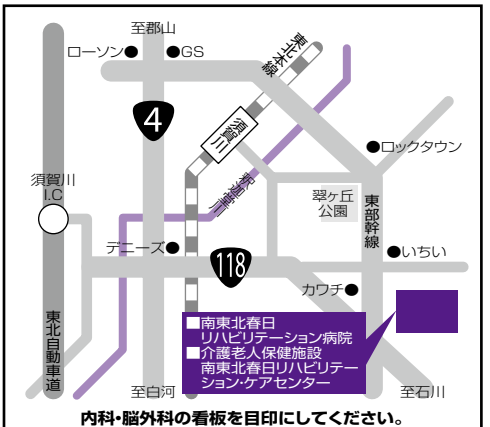 至郡山
ローソン●
●GS
東北本線
4
須賀川
●ロックタウン
須賀川
I.C
釈迦堂川
翠ヶ丘
公園
東部幹線
デニーズ●
●いちい
118
カワチ●
東北自動車道
■南東北春日
リハビリテーション病院
■介護老人保健施設
南東北春日リハビリテー
ション・ケアセンター
至白河
至石川
内科・脳外科の看板を目印にしてください。